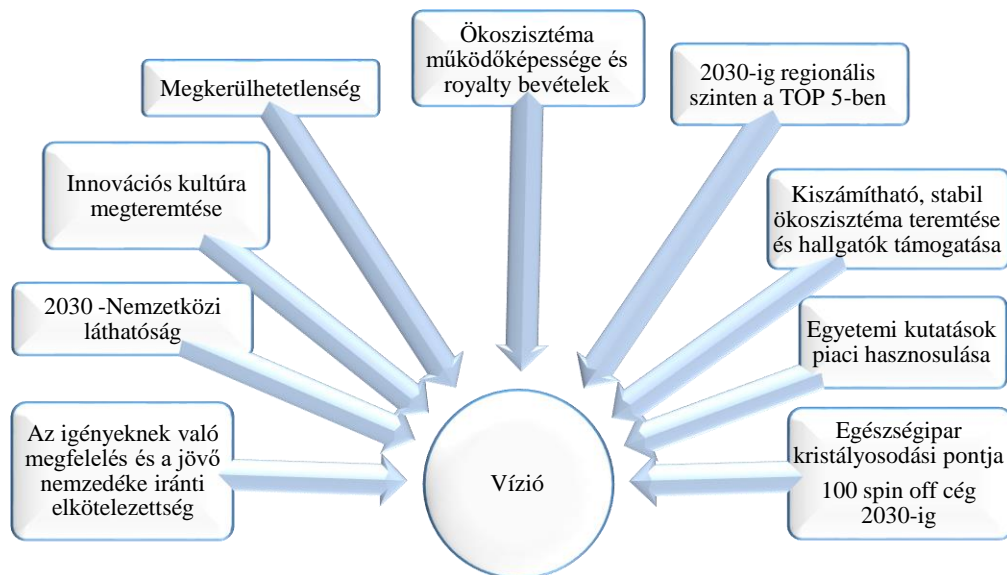 Ökoszisztéma
működőképessége és
royalty bevételek
Megkerülhetetlenség
2030-ig regionális
szinten a TOP 5-ben
Innovációs kultúra
megteremtése
Kiszámítható, stabil
ökoszisztéma teremtése
és hallgatók támogatása
2030 -Nemzetközi
láthatóság
Egyetemi kutatások
piaci hasznosulása
Az igényeknek való
megfelelés és a jövő
nemzedéke iránti
elkötelezettség
Egészségipar
kristályosodási pontja
100 spin off cég
2030-ig
Vízió